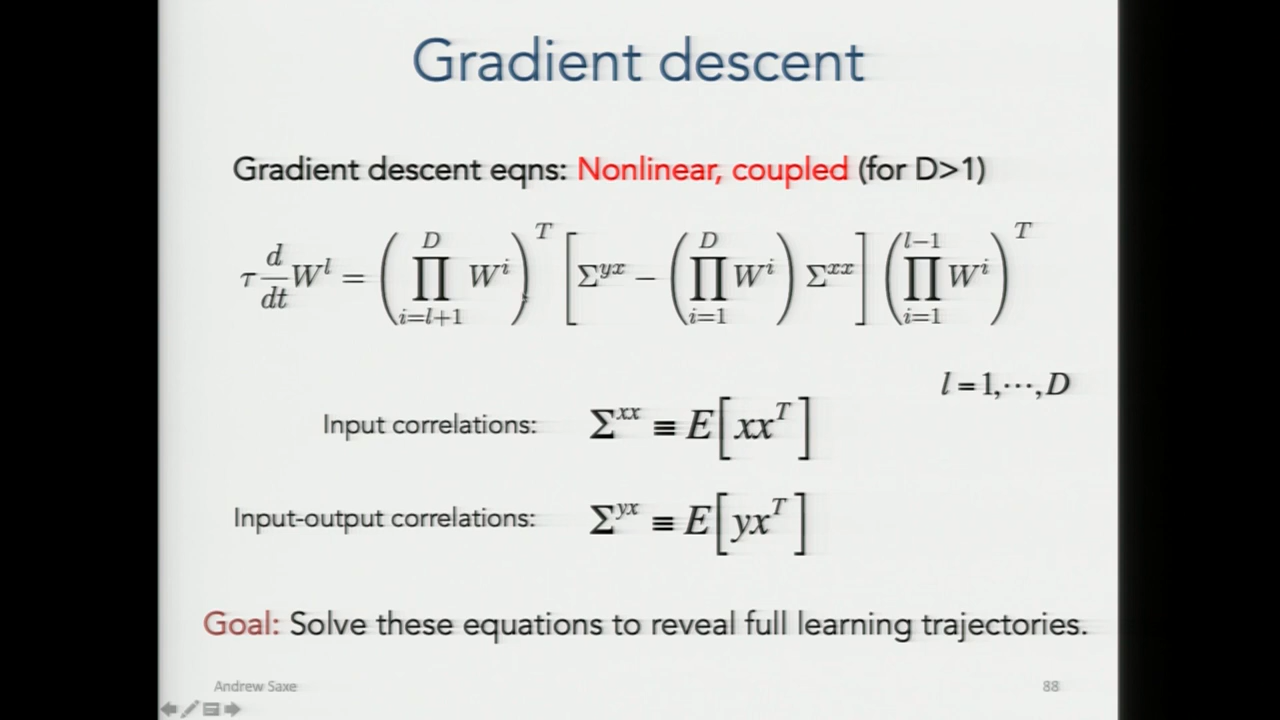 Gradient descent
Gradient descent eqns: Nonlinear, coupled (for D>1)
τ d/dt W^l = (∏_{i=l+1}^{D} W^i)^T [Σ^{yx} − (∏_{i=1}^{D} W^i) Σ^{xx}] (∏_{i=1}^{l−1} W^i)^T
l = 1,⋯,D
Input correlations: Σ^{xx} ≡ E[xx^T]
Input-output correlations: Σ^{yx} ≡ E[yx^T]
Goal: Solve these equations to reveal full learning trajectories.
Andrew Saxe 88